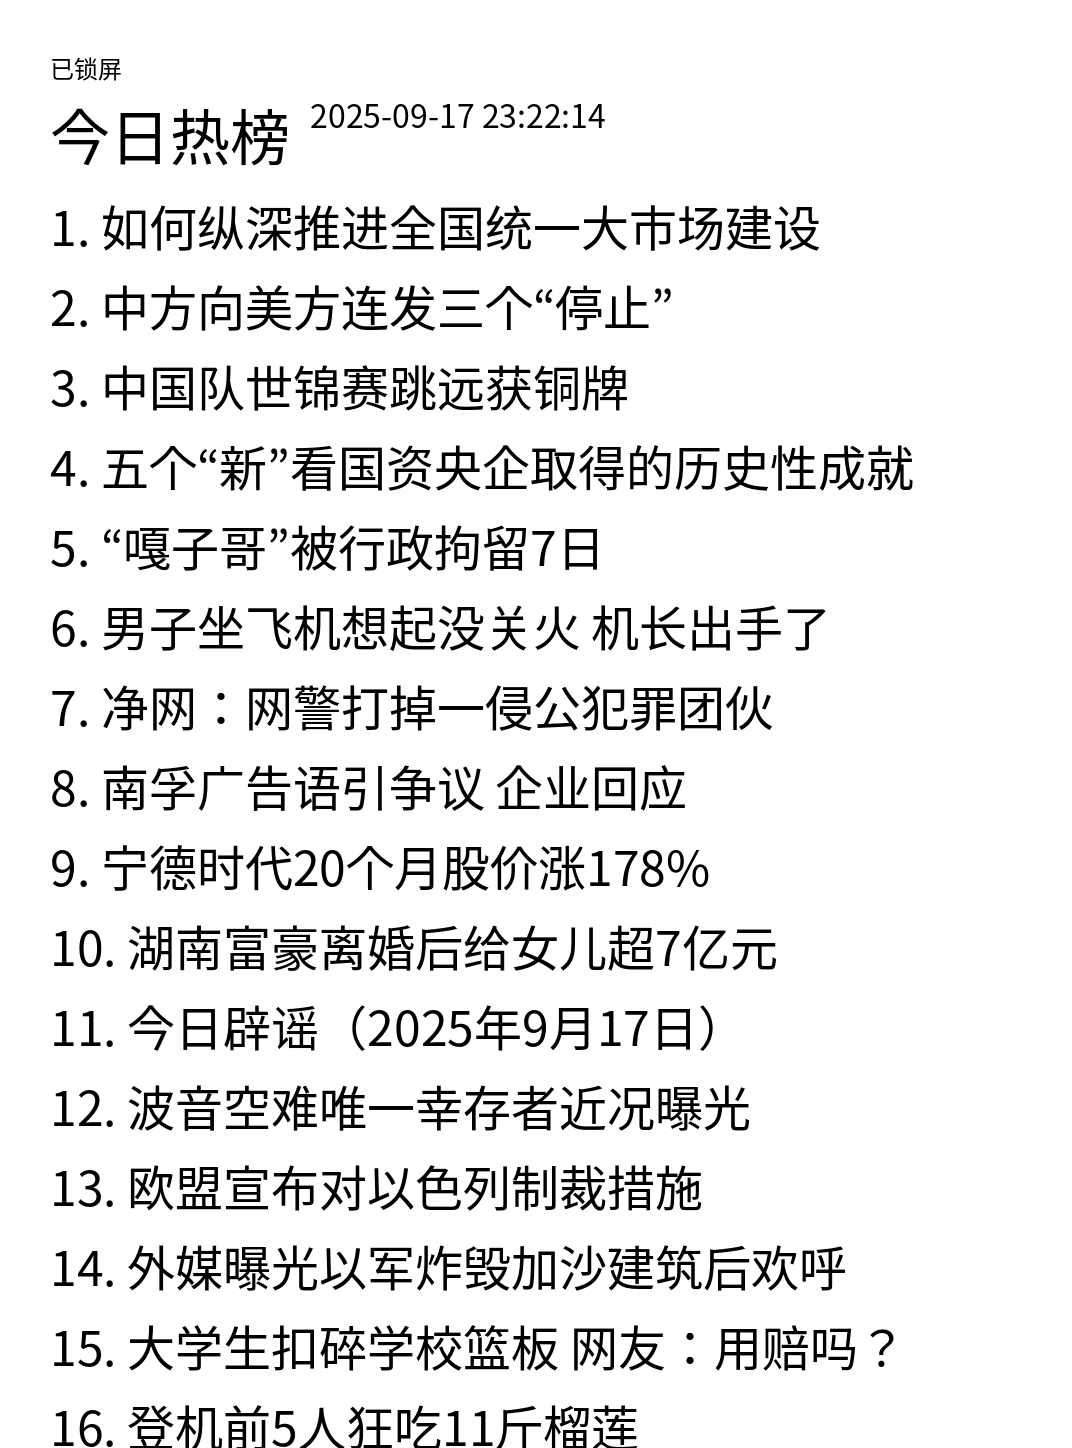 已锁屏
今日热榜 2025-09-17 23:22:14
1. 如何纵深推进全国统一大市场建设
2. 中方向美方连发三个“停止”
3. 中国队世锦赛跳远获铜牌
4. 五个“新”看国资央企取得的历史性成就
5. “嘎子哥”被行政拘留7日
6. 男子坐飞机想起没关火 机长出手了
7. 净网：网警打掉一侵公犯罪团伙
8. 南孚广告语引争议 企业回应
9. 宁德时代20个月股价涨178%
10. 湖南富豪离婚后给女儿超7亿元
11. 今日辟谣（2025年9月17日）
12. 波音空难唯一幸存者近况曝光
13. 欧盟宣布对以色列制裁措施
14. 外媒曝光以军炸毁加沙建筑后欢呼
15. 大学生扣碎学校篮板 网友：用赔吗？
16. 登机前5人狂吃11斤榴莲